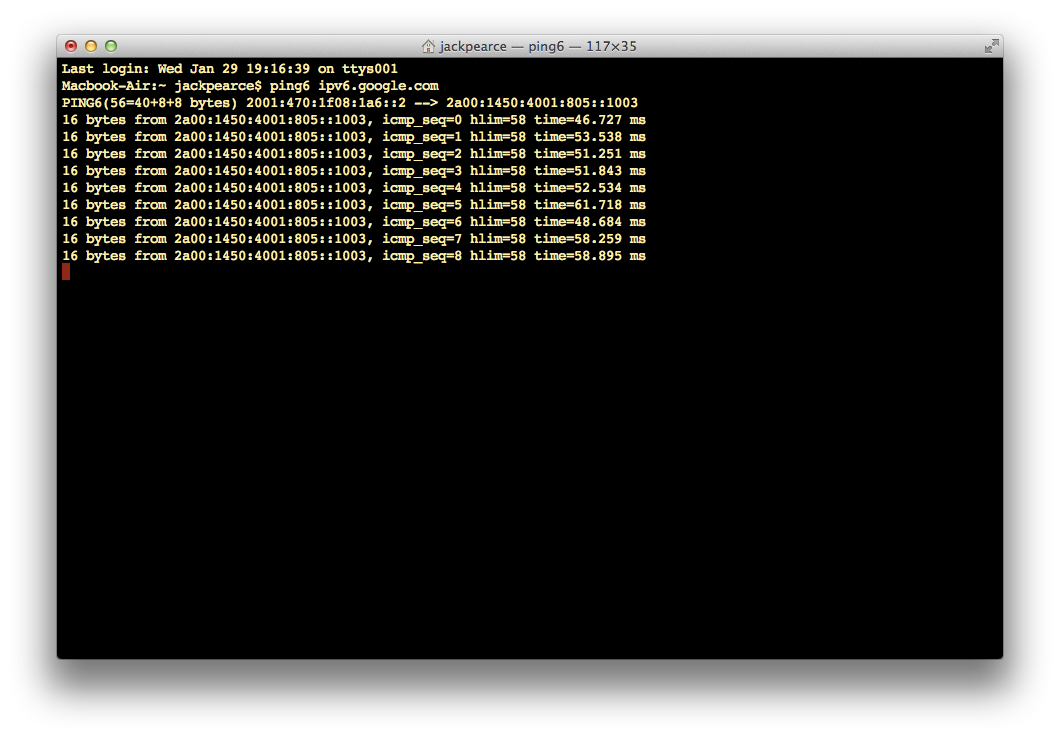 jackpearce — ping6 — 117×35
Last login: Wed Jan 29 19:16:39 on ttys001
Macbook-Air:~ jackpearce$ ping6 ipv6.google.com
PING6(56=40+8+8 bytes) 2001:470:1f08:1a6::2 --> 2a00:1450:4001:805::1003
16 bytes from 2a00:1450:4001:805::1003, icmp_seq=0 hlim=58 time=46.727 ms
16 bytes from 2a00:1450:4001:805::1003, icmp_seq=1 hlim=58 time=53.538 ms
16 bytes from 2a00:1450:4001:805::1003, icmp_seq=2 hlim=58 time=51.251 ms
16 bytes from 2a00:1450:4001:805::1003, icmp_seq=3 hlim=58 time=51.843 ms
16 bytes from 2a00:1450:4001:805::1003, icmp_seq=4 hlim=58 time=52.534 ms
16 bytes from 2a00:1450:4001:805::1003, icmp_seq=5 hlim=58 time=61.718 ms
16 bytes from 2a00:1450:4001:805::1003, icmp_seq=6 hlim=58 time=48.684 ms
16 bytes from 2a00:1450:4001:805::1003, icmp_seq=7 hlim=58 time=58.259 ms
16 bytes from 2a00:1450:4001:805::1003, icmp_seq=8 hlim=58 time=58.895 ms